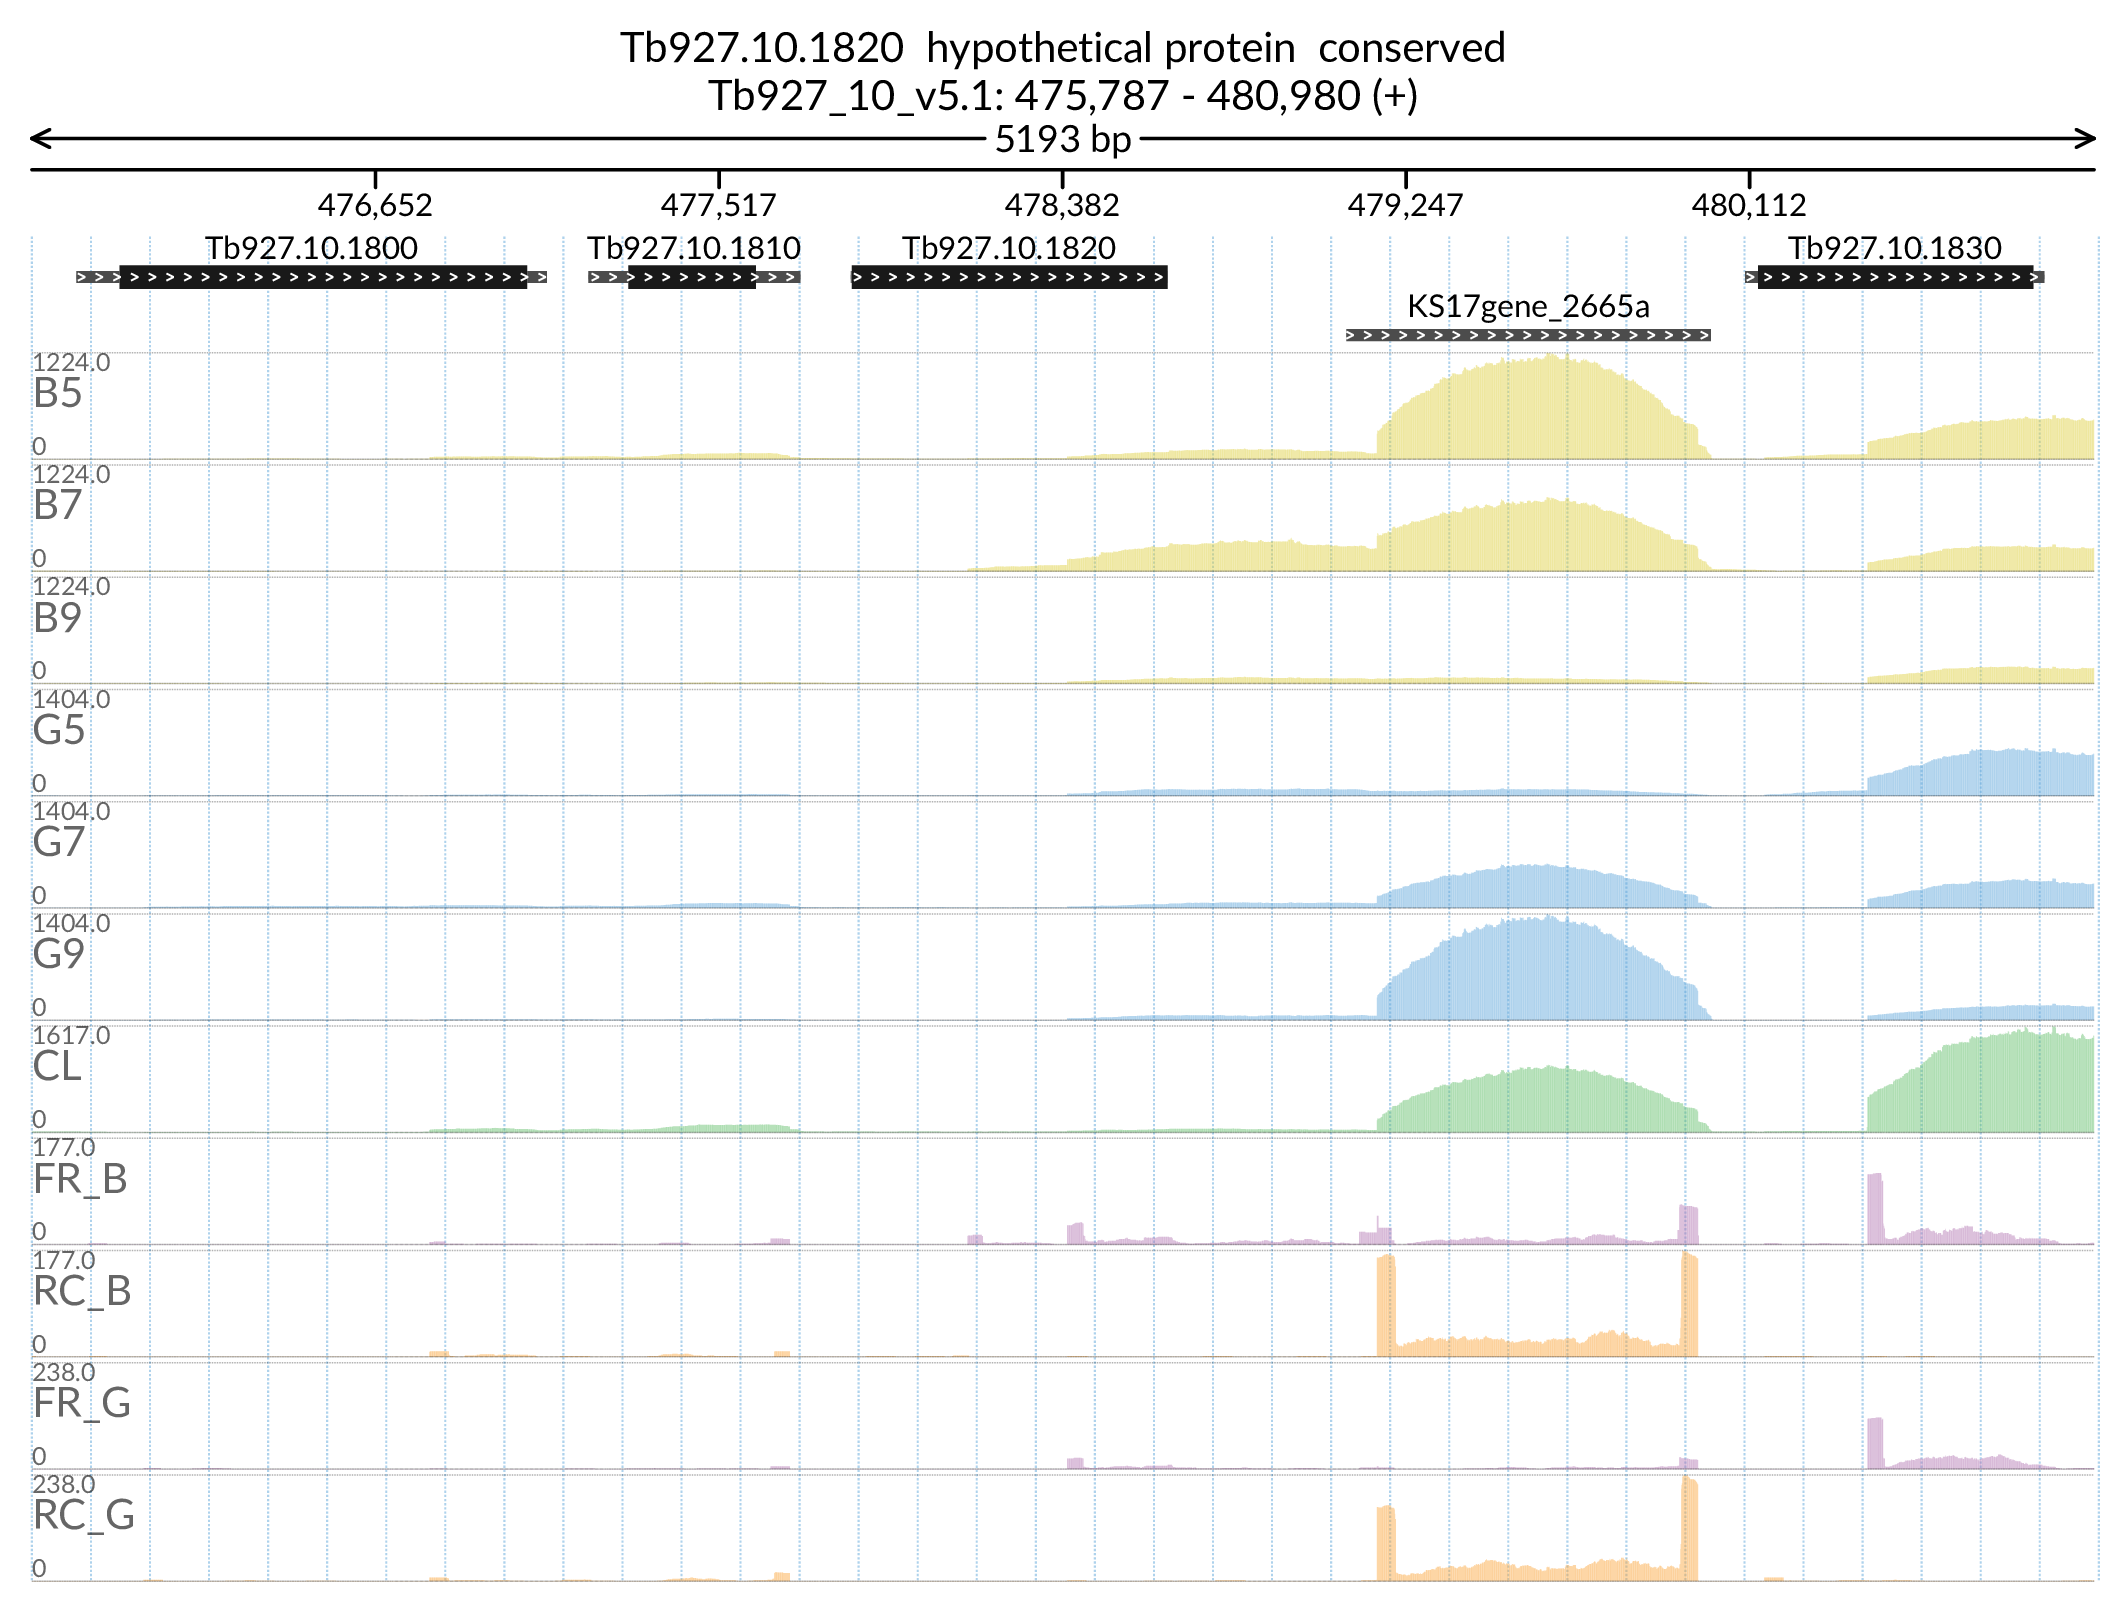 Tb927.10.1820  hypothetical protein  conserved
Tb927_10_v5.1: 475,787 - 480,980 (+)
5193 bp
476,652 477,517 478,382 479,247 480,112
Tb927.10.1800 Tb927.10.1810 Tb927.10.1820 Tb927.10.1830
KS17gene_2665a
1224.0
B5
0
1224.0
B7
0
1224.0
B9
0
1404.0
G5
0
1404.0
G7
0
1404.0
G9
0
1617.0
CL
0
177.0
FR_B
0
177.0
RC_B
0
238.0
FR_G
0
238.0
RC_G
0